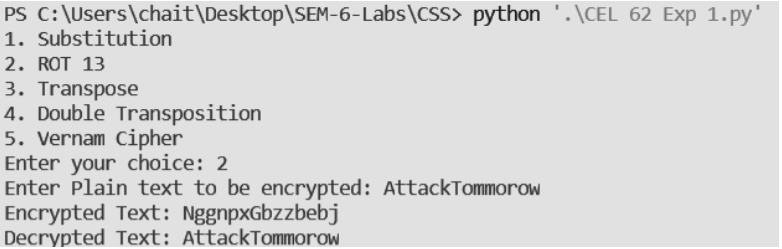 PS C:\Users\chait\Desktop\SEM-6-Labs\CSS> python '.\CEL 62 Exp 1.py'
1. Substitution
2. ROT 13
3. Transpose
4. Double Transposition
5. Vernam Cipher
Enter your choice: 2
Enter Plain text to be encrypted: AttackTommorow
Encrypted Text: NggnpxGbzzbebj
Decrypted Text: AttackTommorow